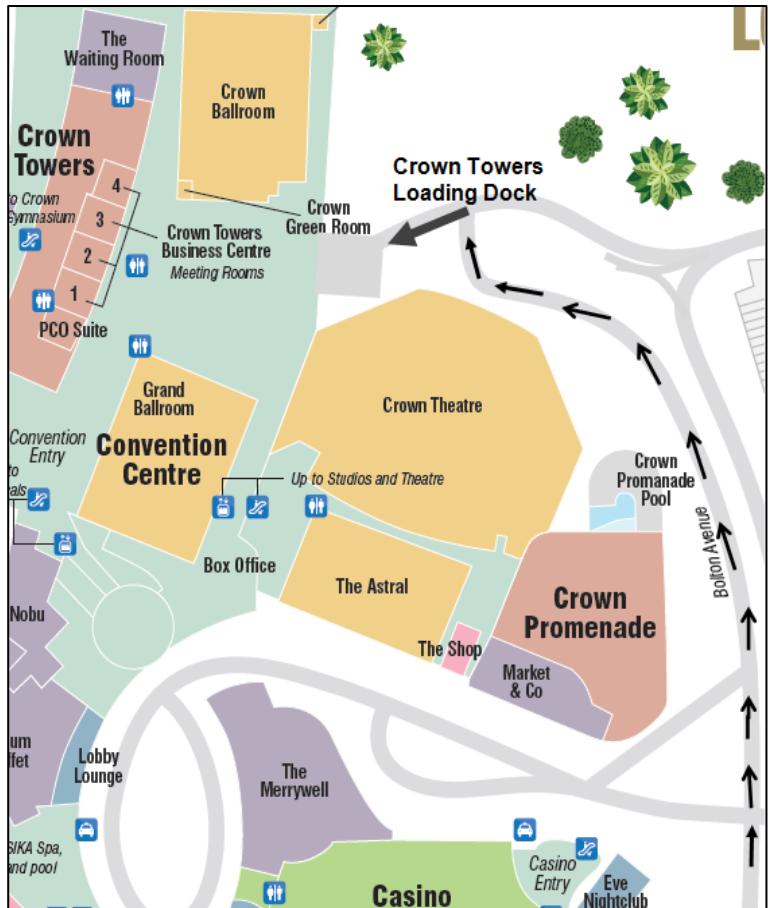 The
Waiting Room
Crown
Ballroom
Crown
Towers
Crown Towers
Loading Dock
to Crown
Gymnasium
4
3
2
1
Crown
Green Room
Crown Towers
Business Centre
Meeting Rooms
PCO Suite
Grand
Ballroom
Crown Theatre
Convention
Entry
Convention
Centre
to
Up to Studios and Theatre
Crown
Promanade
Pool
Bolton Avenue
Box Office
The Astral
Crown
Promenade
Nobu
The Shop
Market
& Co
Lobby
Lounge
The
Merrywell
SIKA Spa,
and pool
Casino
Entry
Casino
Eve
Nightclub